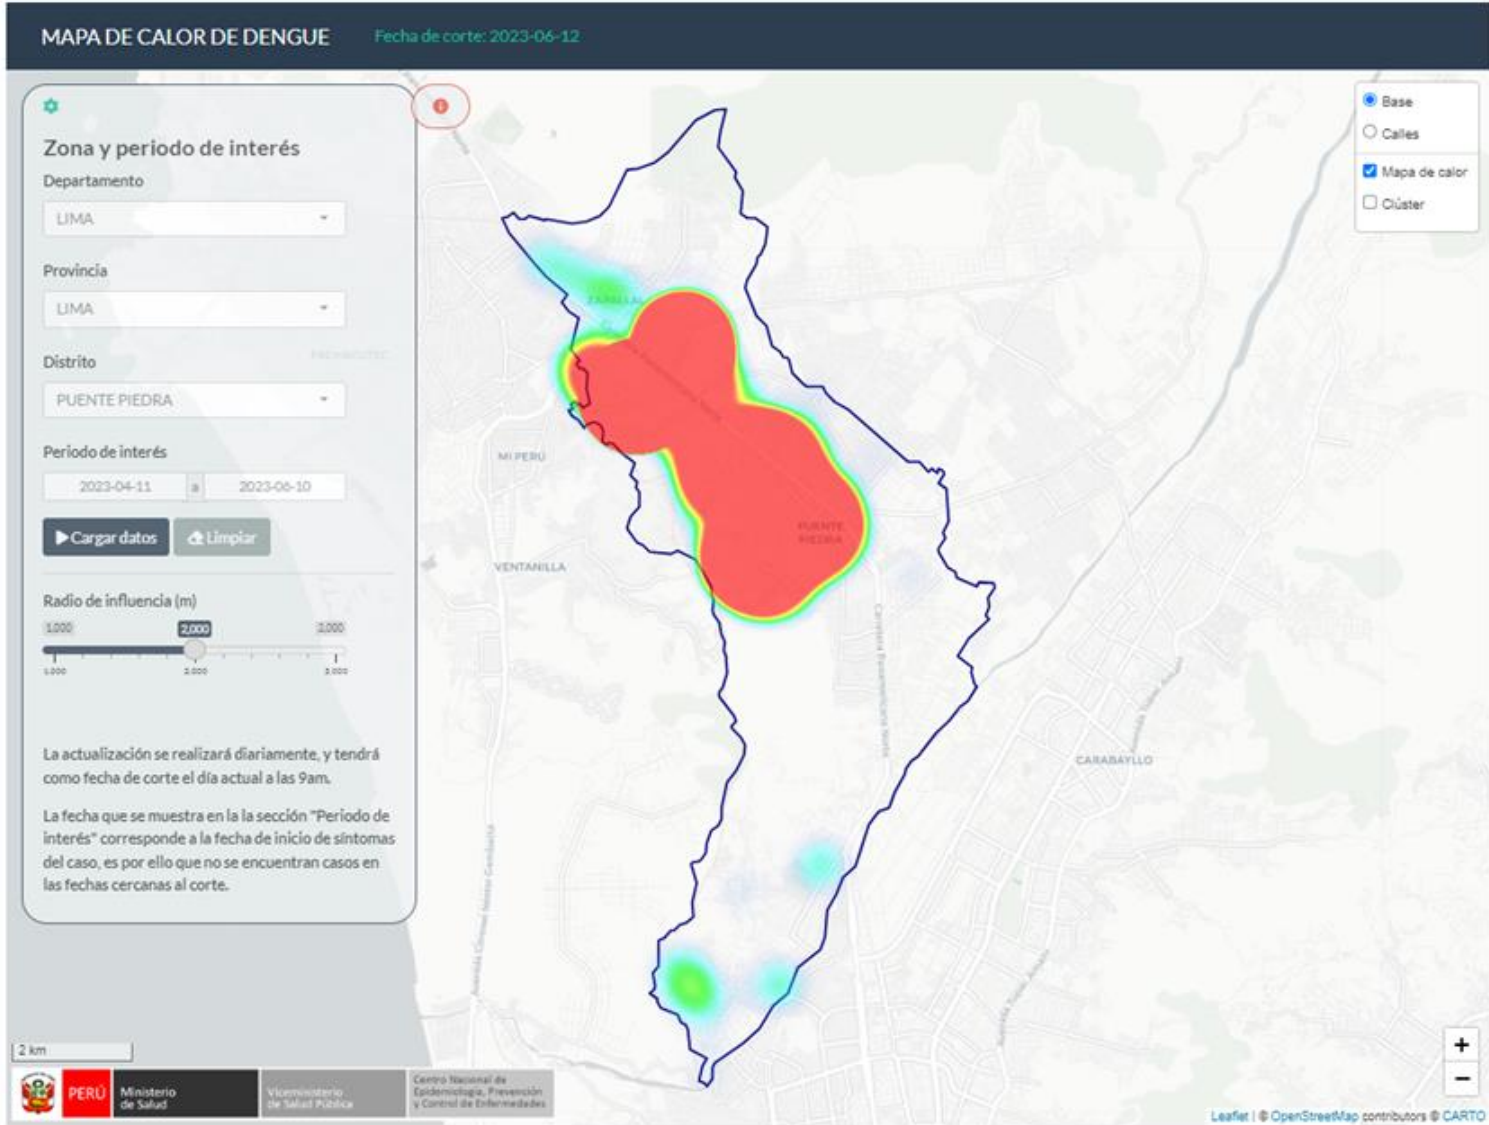 MAPA DE CALOR DE DENGUE
Fecha de corte: 2023-06-12
Zona y periodo de interés
Departamento
LIMA
Provincia
LIMA
Distrito
PUENTE PIEDRA
Periodo de interés
2023-04-11 a 2023-06-10
Cargar datos
Limpiar
Radio de influencia (m)
1,000 2,000
1,000 2,000 3,000
La actualización se realizará diariamente, y tendrá
como fecha de corte el día actual a las 9am.
La fecha que se muestra en la la sección "Periodo de
interés" corresponde a la fecha de inicio de síntomas
del caso, es por ello que no se encuentran casos en
las fechas cercanas al corte.
Base
Calles
Mapa de calor
Clúster
ZAPALLAL
MI PERÚ
VENTANILLA
PUENTE
PIEDRA
CARABAYLLO
2 km
PERÚ
Ministerio
de Salud
Viceministerio
de Salud Pública
Centro Nacional de
Epidemiología, Prevención
y Control de Enfermedades
+
−
Leaflet | © OpenStreetMap contributors © CARTO